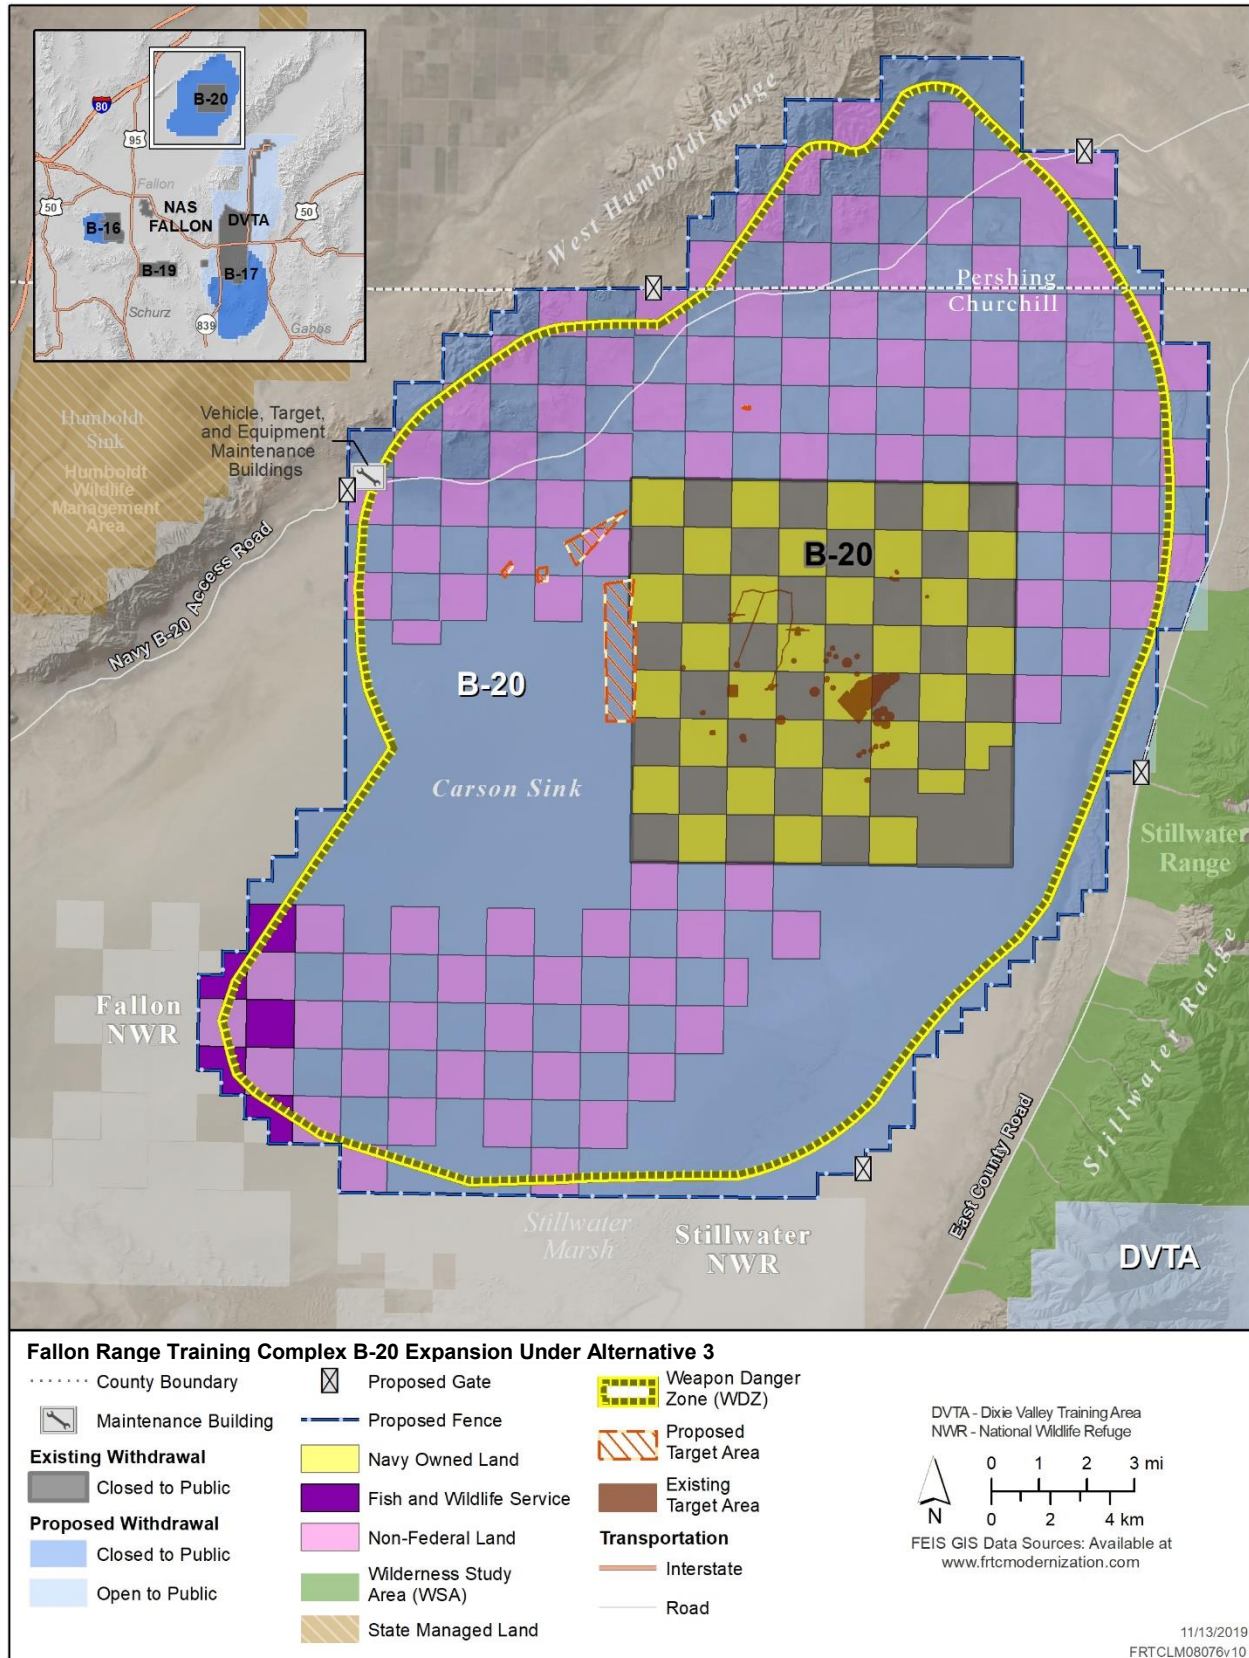 B-20
80
95
Fallon
50
NAS
FALLON
DVTA
50
B-16
B-19
B-17
Schurz
839
Gabbs
West Humboldt Range
Pershing
Churchill
Vehicle, Target,
and Equipment
Maintenance
Buildings
Humboldt
Sink
Humboldt
Wildlife
Management
Area
Navy B-20 Access Road
B-20
B-20
Carson Sink
Stillwater
Range
Stillwater Range
Fallon
NWR
East County Road
Stillwater
Marsh
Stillwater
NWR
DVTA
Fallon Range Training Complex B-20 Expansion Under Alternative 3
County Boundary
Maintenance Building
Existing Withdrawal
Closed to Public
Proposed Withdrawal
Closed to Public
Open to Public
Proposed Gate
Proposed Fence
Navy Owned Land
Fish and Wildlife Service
Non-Federal Land
Wilderness Study
Area (WSA)
State Managed Land
Weapon Danger
Zone (WDZ)
Proposed
Target Area
Existing
Target Area
Transportation
Interstate
Road
DVTA - Dixie Valley Training Area
NWR - National Wildlife Refuge
N
0 1 2 3 mi
0 2 4 km
FEIS GIS Data Sources: Available at
www.frtcmodernization.com
11/13/2019
FRTCLM08076v10